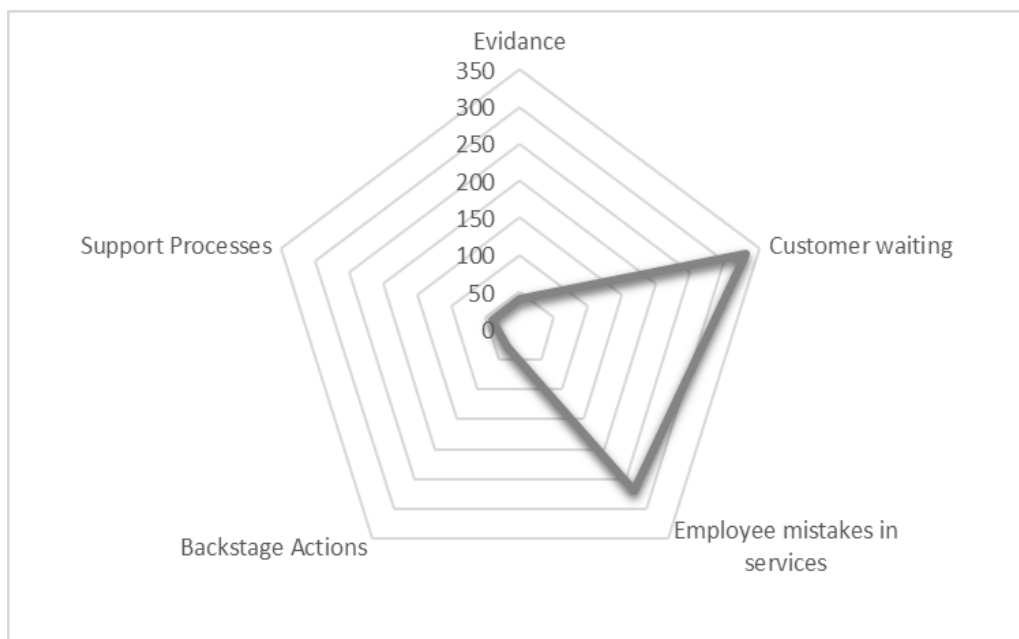 Evidance
350
300
250
200
150
100
50
0
Customer waiting
Employee mistakes in
services
Backstage Actions
Support Processes